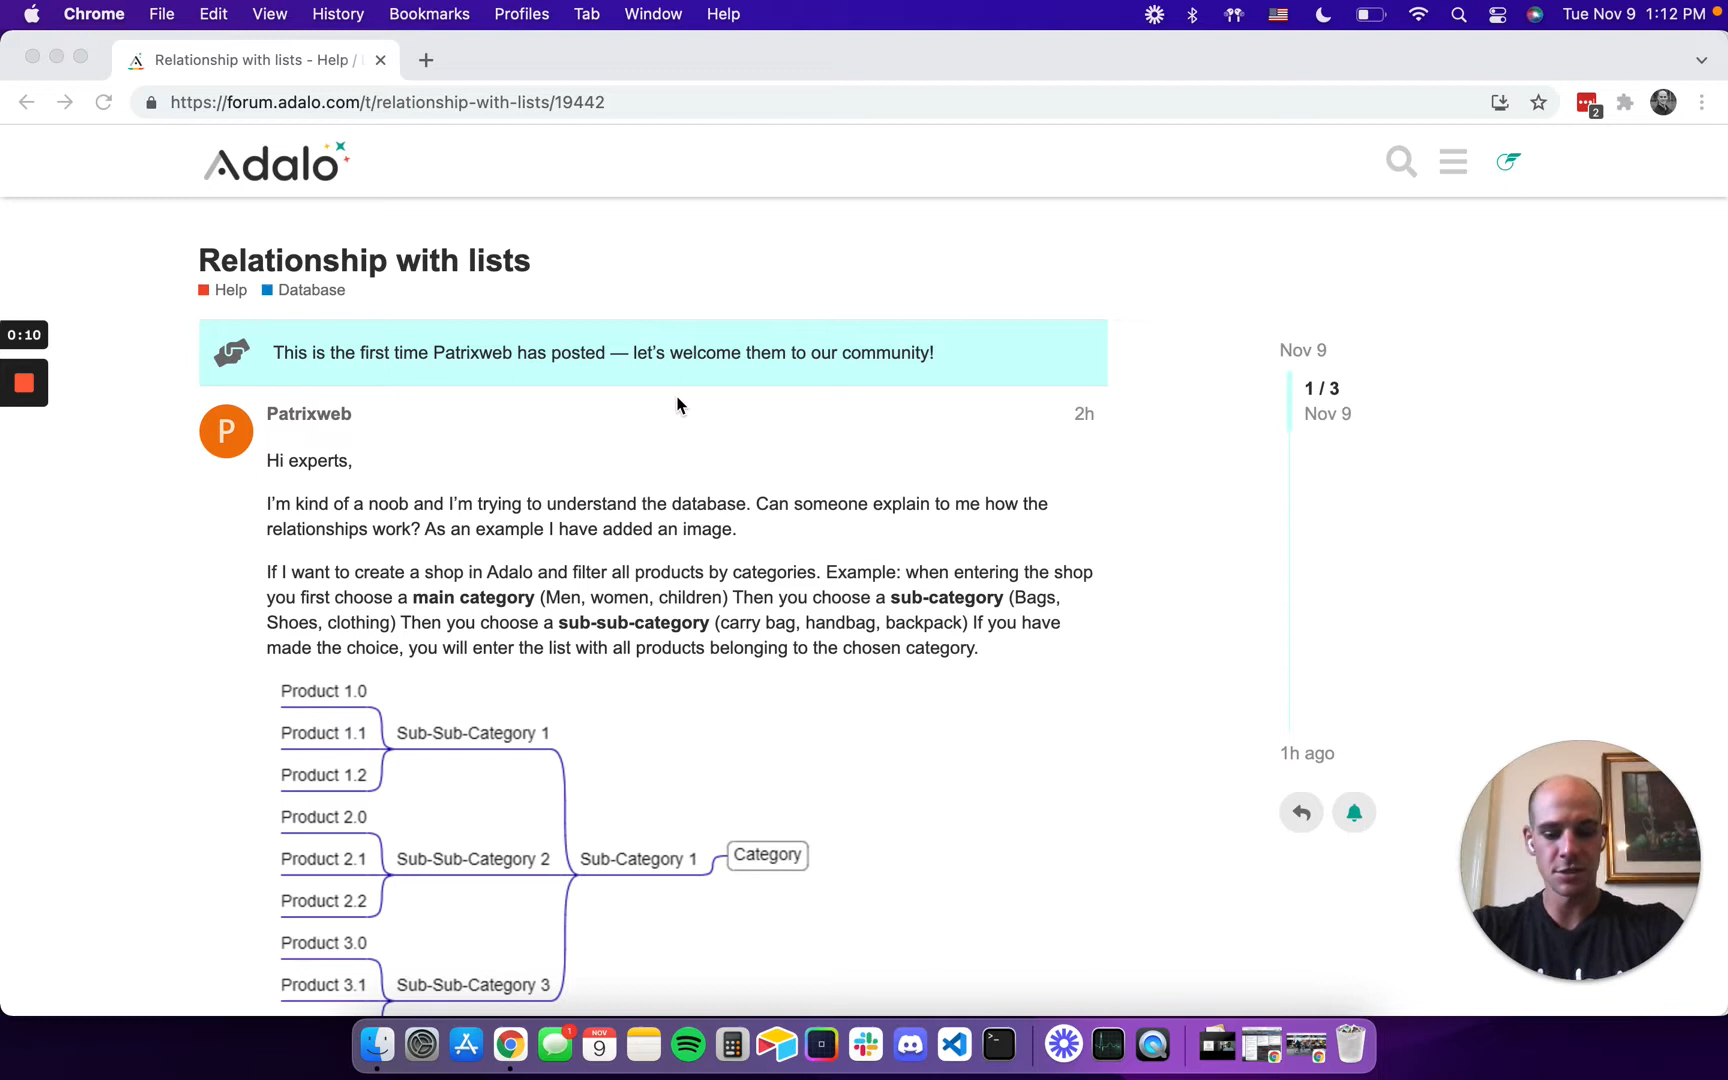 Chrome File Edit View History Bookmarks Profiles Tab Window Help
Tue Nov 9 1:12 PM
Relationship with lists - Help /
https://forum.adalo.com/t/relationship-with-lists/19442
2
Adalo
Relationship with lists
Help Database
0:10
This is the first time Patrixweb has posted — let's welcome them to our community!
Nov 9
1 / 3
Nov 9
P
Patrixweb
2h
Hi experts,
I'm kind of a noob and I'm trying to understand the database. Can someone explain to me how the
relationships work? As an example I have added an image.
If I want to create a shop in Adalo and filter all products by categories. Example: when entering the shop
you first choose a main category (Men, women, children) Then you choose a sub-category (Bags,
Shoes, clothing) Then you choose a sub-sub-category (carry bag, handbag, backpack) If you have
made the choice, you will enter the list with all products belonging to the chosen category.
Product 1.0
Product 1.1
Sub-Sub-Category 1
Product 1.2
1h ago
Product 2.0
Product 2.1
Sub-Sub-Category 2
Sub-Category 1
Category
Product 2.2
Product 3.0
Product 3.1
Sub-Sub-Category 3
1
NOV
9